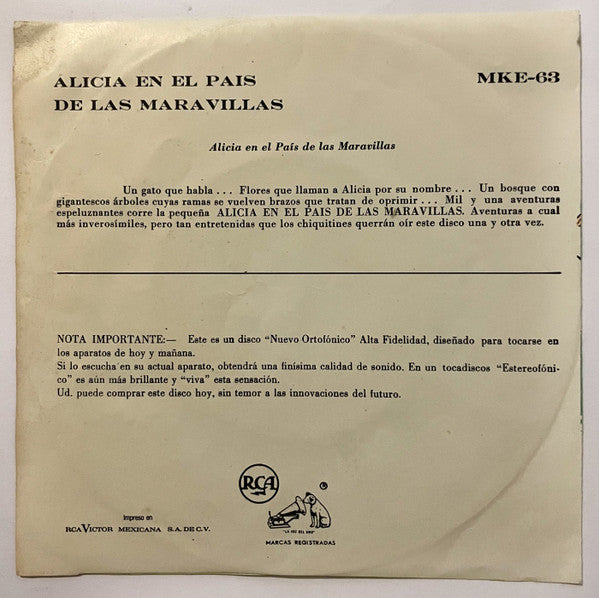 ALICIA EN EL PAIS
DE LAS MARAVILLAS
MKE-63
Alicia en el País de las Maravillas
Un gato que habla . . . Flores que llaman a Alicia por su nombre . . . Un bosque con
gigantescos árboles cuyas ramas se vuelven brazos que tratan de oprimir . . . Mil y una aventuras
espeluznantes corre la pequeña ALICIA EN EL PAIS DE LAS MARAVILLAS. Aventuras a cual
más inverosímiles, pero tan entretenidas que los chiquitines querrán oír este disco una y otra vez.
NOTA IMPORTANTE:— Este es un disco "Nuevo Ortofónico" Alta Fidelidad, diseñado para tocarse en
los aparatos de hoy y mañana.
Si lo escucha en su actual aparato, obtendrá una finísima calidad de sonido. En un tocadiscos "Estereofóni-
co" es aún más brillante y "viva" esta sensación.
Ud. puede comprar este disco hoy, sin temor a las innovaciones del futuro.
RCA
®
"LA VOZ DEL AMO"
MARCAS REGISTRADAS
Impreso en
RCA VICTOR MEXICANA S.A. DE C.V.